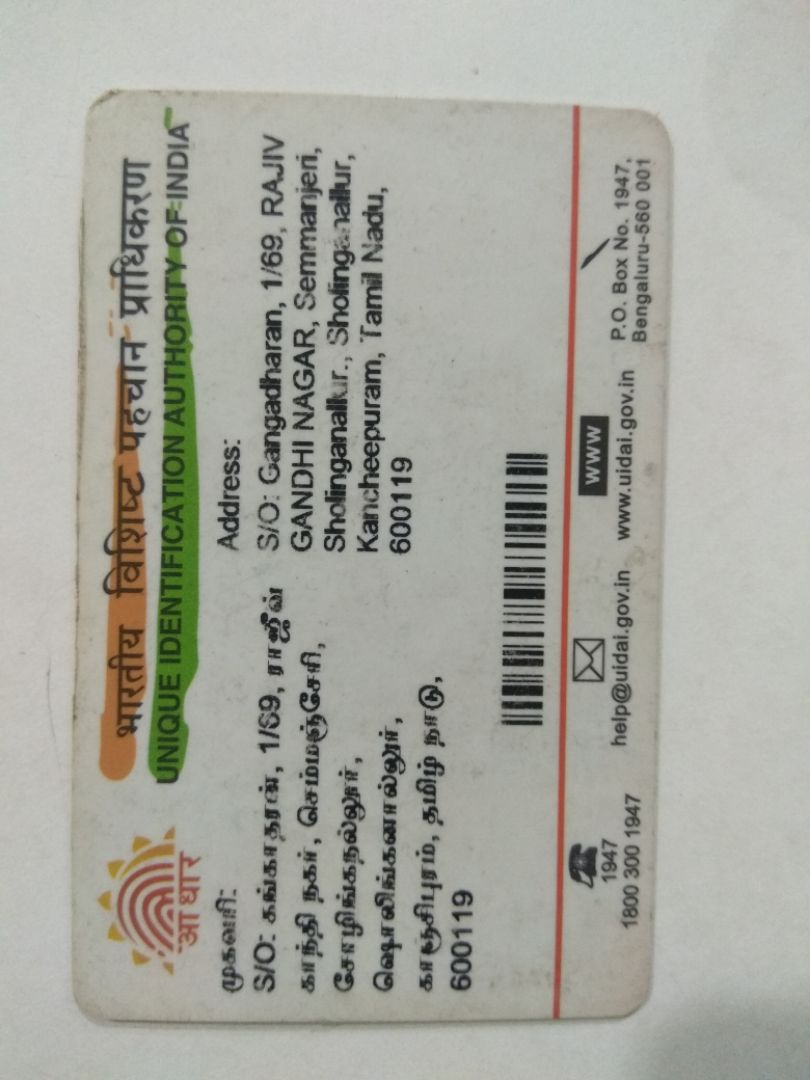 भारतीय विशिष्ट पहचान प्राधिकरण
UNIQUE IDENTIFICATION AUTHORITY OF INDIA
आधार
முகவரி:
S/O: கங்காதரன், 1/69, ராஜீவ்
காந்தி நகர், செம்மஞ்சேரி,
சோழிங்கநல்லூர்,
ஷொலிங்கனால்லூர்,
காஞ்சிபுரம், தமிழ் நாடு,
600119
Address:
S/O: Gangadharan, 1/69, RAJIV
GANDHI NAGAR, Semmanjeri,
Sholinganallur., Sholinganallur,
Kancheepuram, Tamil Nadu,
600119
1947
1800 300 1947
help@uidai.gov.in
WWW
www.uidai.gov.in
P.O. Box No. 1947,
Bengaluru-560 001